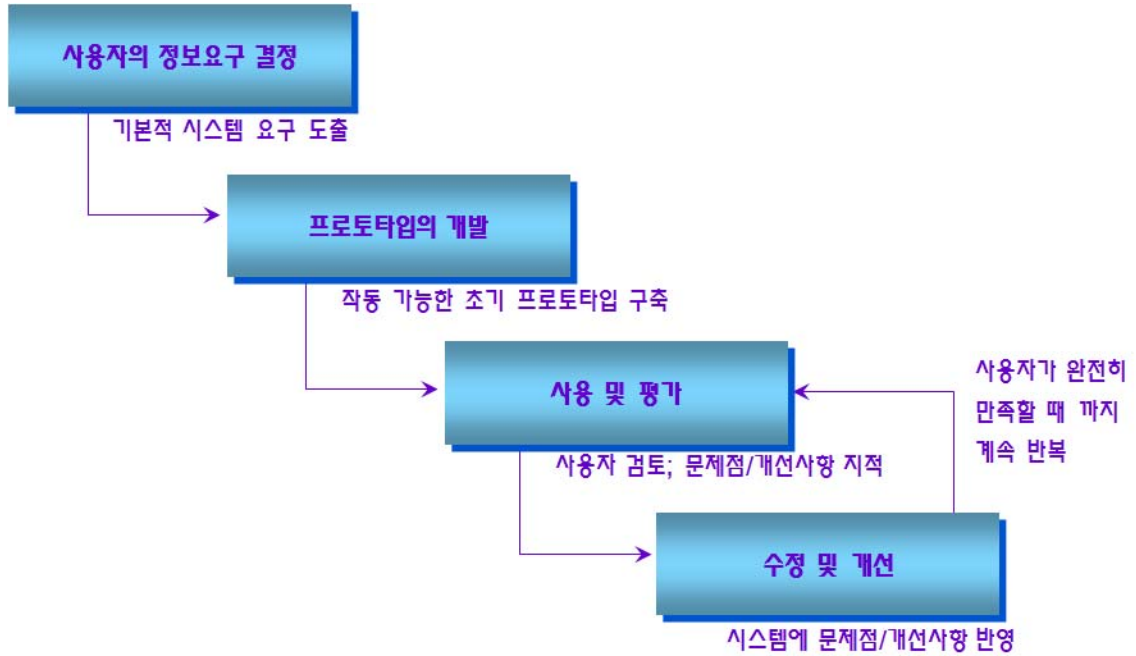 사용자의 정보요구 결정
기본적 시스템 요구 도출
프로토타입의 개발
작동 가능한 초기 프로토타입 구축
사용 및 평가
사용자 검토; 문제점/개선사항 지적
사용자가 완전히
만족할 때 까지
계속 반복
수정 및 개선
시스템에 문제점/개선사항 반영